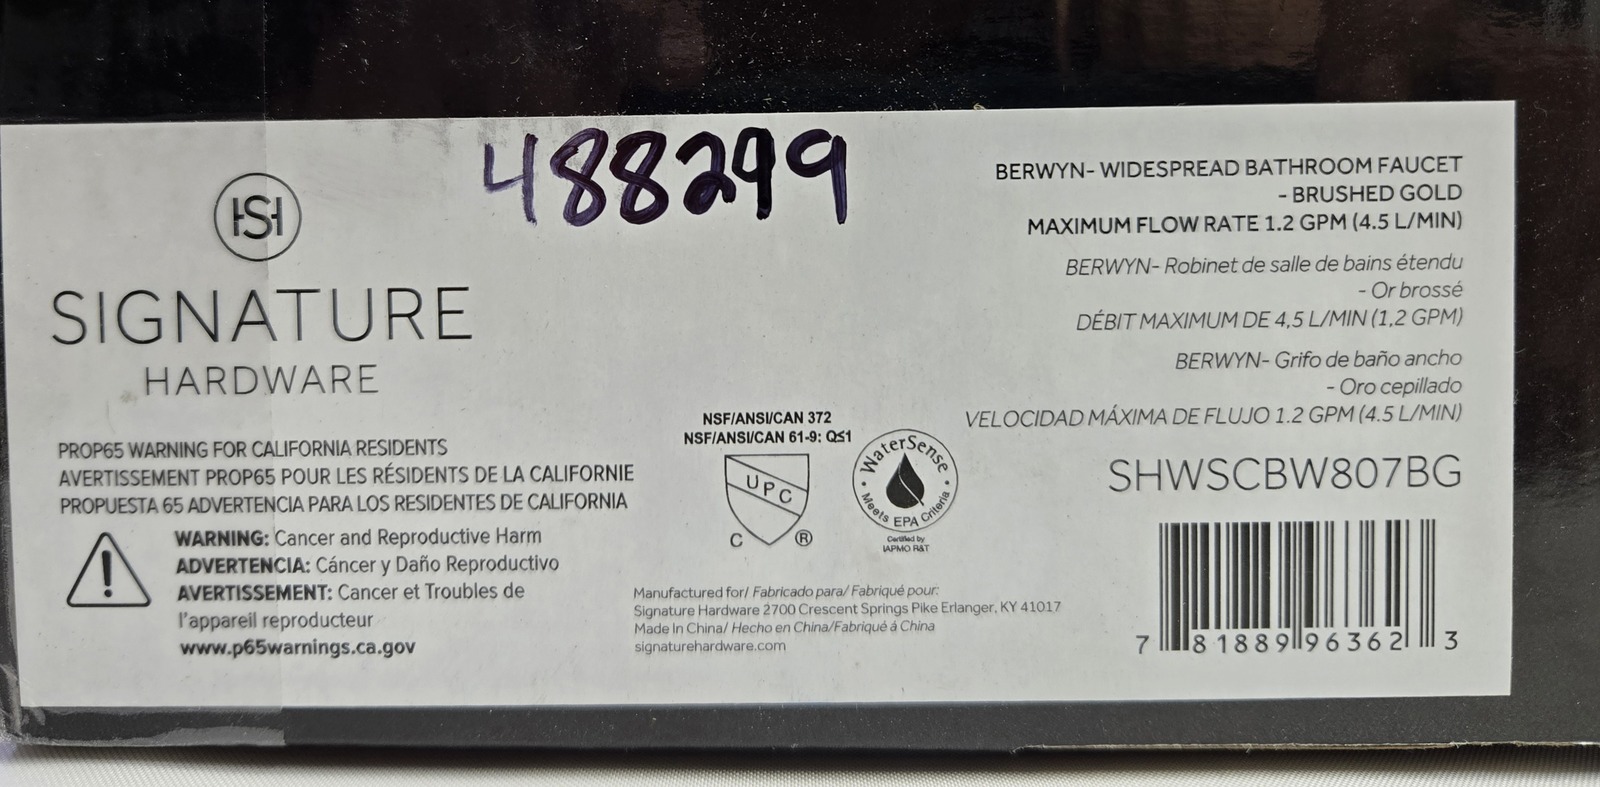 488299
HSH
SIGNATURE
HARDWARE
PROP65 WARNING FOR CALIFORNIA RESIDENTS
AVERTISSEMENT PROP65 POUR LES RÉSIDENTS DE LA CALIFORNIE
PROPUESTA 65 ADVERTENCIA PARA LOS RESIDENTES DE CALIFORNIA
WARNING: Cancer and Reproductive Harm
ADVERTENCIA: Cáncer y Daño Reproductivo
AVERTISSEMENT: Cancer et Troubles de
l'appareil reproducteur
www.p65warnings.ca.gov
NSF/ANSI/CAN 372
NSF/ANSI/CAN 61-9: Q≤1
UPC
C ®
WaterSense
Meets EPA Criteria
Certified by
IAPMO R&T
Manufactured for/ Fabricado para/ Fabriqué pour:
Signature Hardware 2700 Crescent Springs Pike Erlanger, KY 41017
Made In China/ Hecho en China/Fabriqué á China
signaturehardware.com
BERWYN- WIDESPREAD BATHROOM FAUCET
- BRUSHED GOLD
MAXIMUM FLOW RATE 1.2 GPM (4.5 L/MIN)
BERWYN- Robinet de salle de bains étendu
- Or brossé
DÉBIT MAXIMUM DE 4,5 L/MIN (1,2 GPM)
BERWYN- Grifo de baño ancho
- Oro cepillado
VELOCIDAD MÁXIMA DE FLUJO 1.2 GPM (4.5 L/MIN)
SHWSCBW807BG
7 81889 96362 3